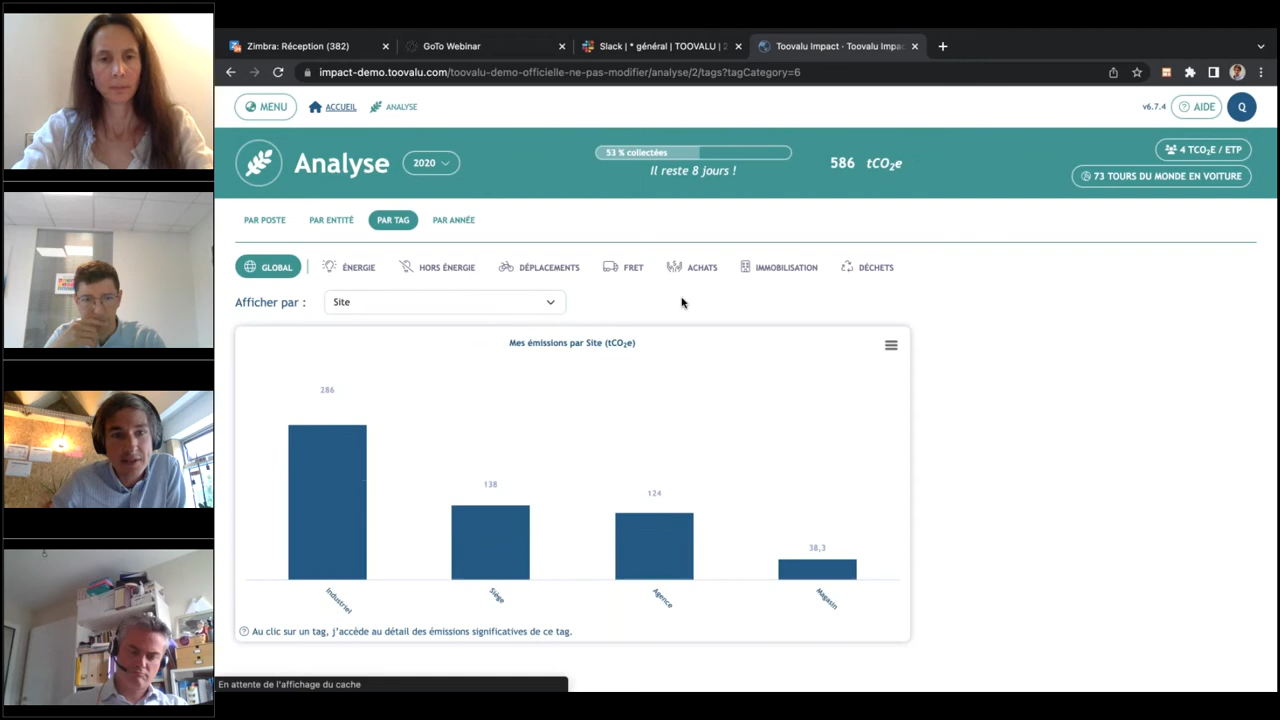 Zimbra: Réception (382)
GoTo Webinar
Slack | * général | TOOVALU | 2
Toovalu Impact · Toovalu Impac
impact-demo.toovalu.com/toovalu-demo-officielle-ne-pas-modifier/analyse/2/tags?tagCategory=6
MENU
ACCUEIL
ANALYSE
v6.7.4
AIDE
Q
Analyse
2020
53 % collectées
Il reste 8 jours !
586 tCO₂e
4 TCO₂E / ETP
73 TOURS DU MONDE EN VOITURE
PAR POSTE
PAR ENTITÉ
PAR TAG
PAR ANNÉE
GLOBAL
ÉNERGIE
HORS ÉNERGIE
DÉPLACEMENTS
FRET
ACHATS
IMMOBILISATION
DÉCHETS
Afficher par :
Site
Mes émissions par Site (tCO₂e)
286
138
124
38,3
Industriel
Siège
Agence
Magasin
Au clic sur un tag, j’accède au détail des émissions significatives de ce tag.
En attente de l'affichage du cache